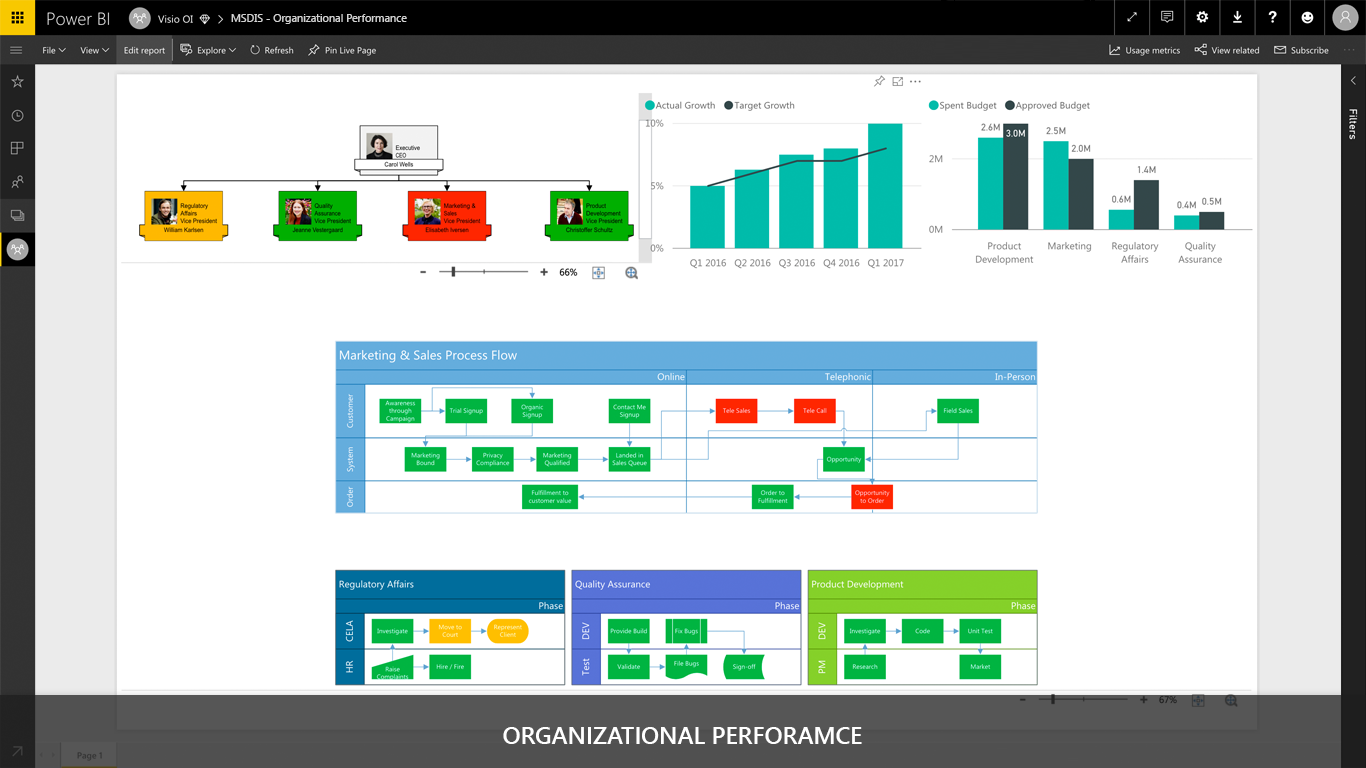 Power BI
Visio OI
MSDIS - Organizational Performance
?
File
View
Edit report
Explore
Refresh
Pin Live Page
Usage metrics
View related
Subscribe
Filters
Executive
CEO
Carol Wells
Regulatory
Affairs
Vice President
William Karlsen
Quality
Assurance
Vice President
Jeanne Vestergaard
Marketing &
Sales
Vice President
Elisabeth Iversen
Product
Development
Vice President
Christoffer Schultz
- + 66%
Actual Growth Target Growth
10%
5%
0%
Q1 2016 Q2 2016 Q3 2016 Q4 2016 Q1 2017
Spent Budget Approved Budget
2.6M 3.0M 2.5M 2.0M 0.6M 1.4M 0.4M 0.5M
2M
0M
Product
Development
Marketing
Regulatory
Affairs
Quality
Assurance
Marketing & Sales Process Flow
Online Telephonic In-Person
Customer
Awareness
through
Campaign
Trial Signup
Organic
Signup
Contact Me
Signup
Tele Sales
Tele Call
Field Sales
System
Marketing
Bound
Privacy
Compliance
Marketing
Qualified
Landed in
Sales Queue
Opportunity
Order
Fulfillment to
customer value
Order to
Fulfillment
Opportunity
to Order
Regulatory Affairs
Phase
CELA
Investigate
Move to
Court
Represent
Client
HR
Raise
Complaints
Hire / Fire
Quality Assurance
Phase
DEV
Provide Build
Fix Bugs
Test
Validate
File Bugs
Sign-off
Product Development
Phase
DEV
Investigate
Code
Unit Test
PM
Research
Market
- + 67%
ORGANIZATIONAL PERFORAMCE
Page 1